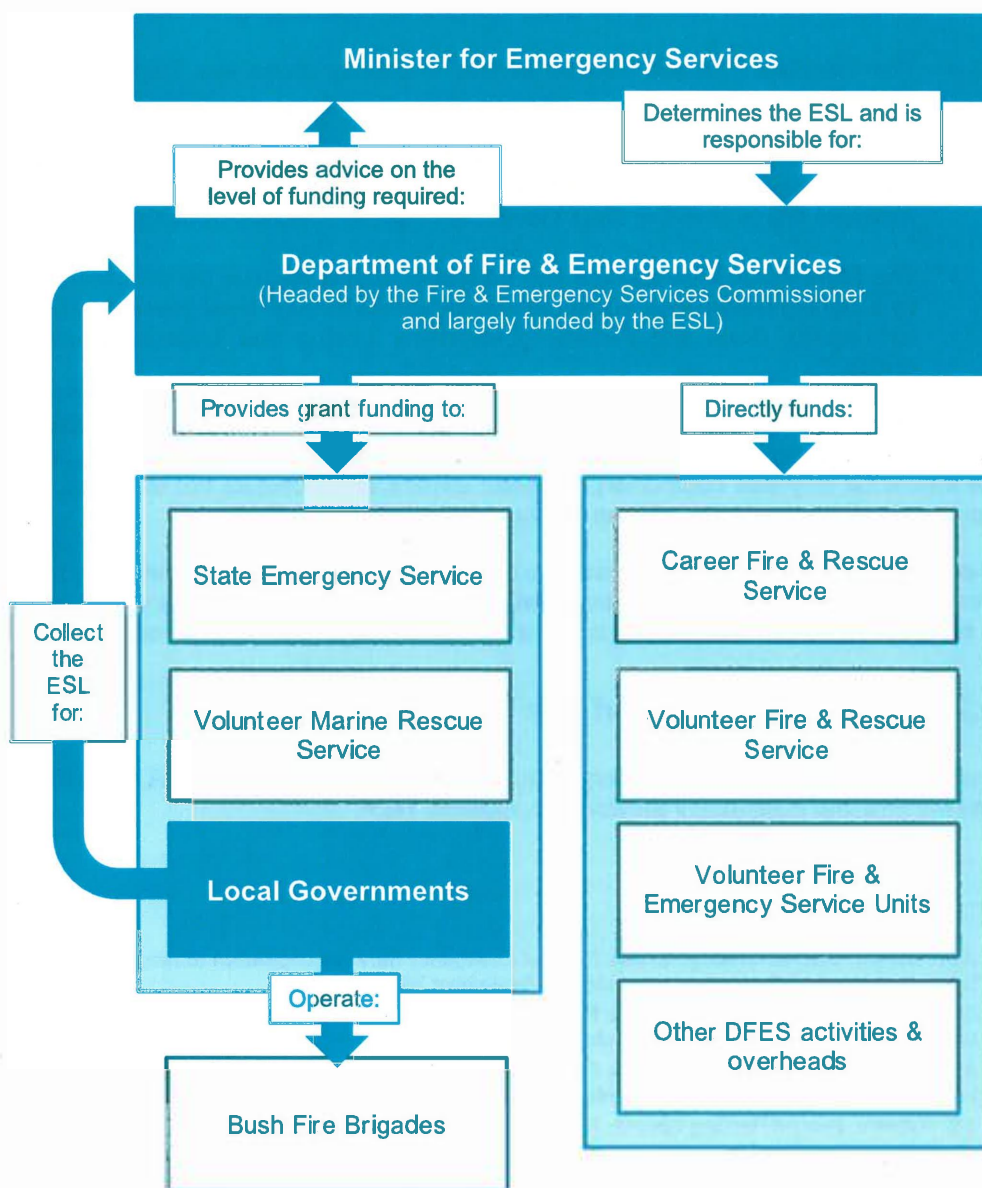 Minister for Emergency Services
Determines the ESL and is
responsible for:
Provides advice on the
level of funding required:
Department of Fire & Emergency Services
(Headed by the Fire & Emergency Services Commissioner
and largely funded by the ESL)
Provides grant funding to:
Directly funds:
State Emergency Service
Volunteer Marine Rescue
Service
Local Governments
Collect
the
ESL
for:
Operate:
Bush Fire Brigades
Career Fire & Rescue
Service
Volunteer Fire & Rescue
Service
Volunteer Fire &
Emergency Service Units
Other DFES activities &
overheads